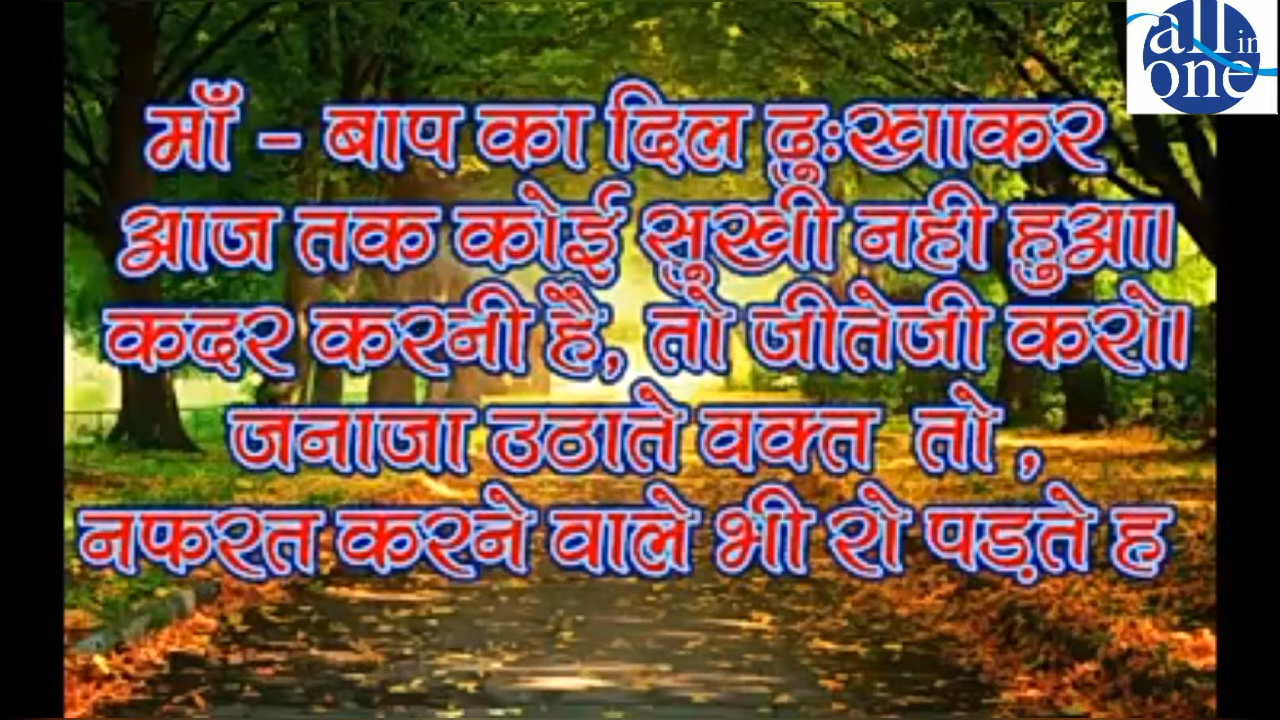 all in
one
माँ - बाप का दिल दुःखाकर
आज तक कोई सुखी नही हुआ।
कदर करनी है, तो जीतेजी करो।
जनाजा उठाते वक्त तो ,
नफरत करने वाले भी रो पड़ते ह